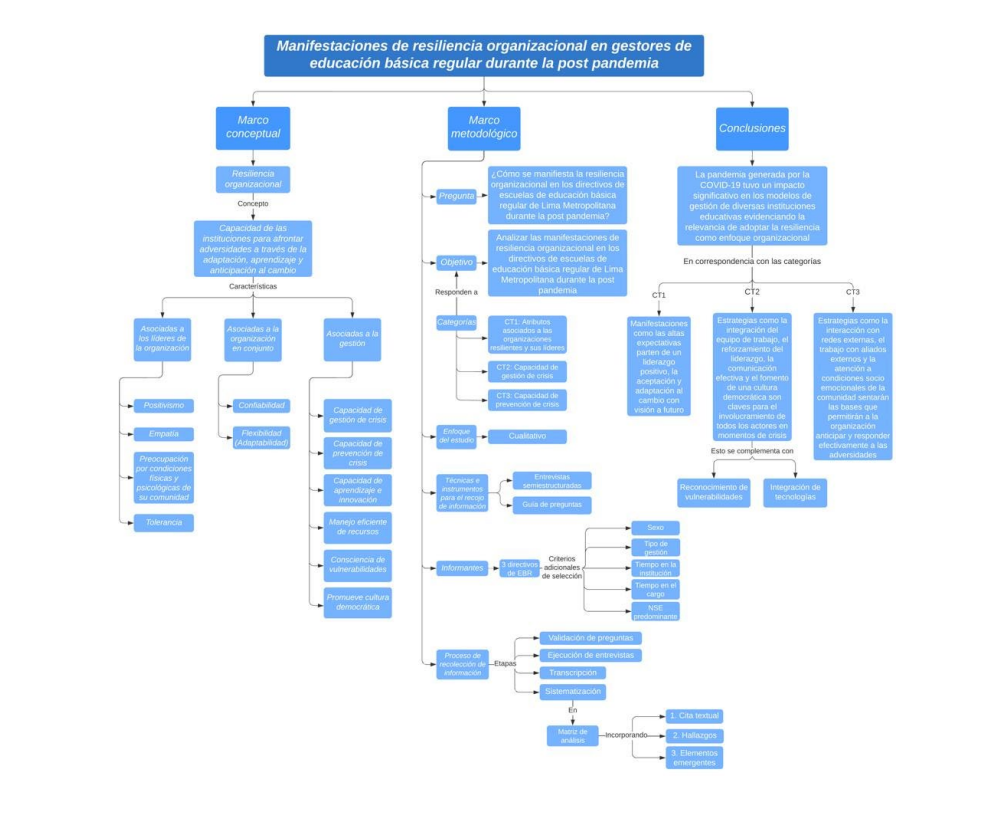 Manifestaciones de resiliencia organizacional en gestores de
educación básica regular durante la post pandemia
Marco
conceptual
Resiliencia
organizacional
Concepto
Capacidad de las
instituciones para afrontar
adversidades a través de la
adaptación, aprendizaje y
anticipación al cambio
Características
Asociadas a
los líderes de
la organización
Positivismo
Empatía
Preocupación
por condiciones
físicas y
psicológicas de
su comunidad
Tolerancia
Asociadas a la
organización
en conjunto
Confiabilidad
Flexibilidad
(Adaptabilidad)
Asociadas a la
gestión
Capacidad de
gestión de crisis
Capacidad de
prevención de
crisis
Capacidad de
aprendizaje e
innovación
Manejo eficiente
de recursos
Consciencia de
vulnerabilidades
Promueve cultura
democrática
Marco
metodológico
Pregunta
¿Cómo se manifiesta la resiliencia
organizacional en los directivos de
escuelas de educación básica
regular de Lima Metropolitana
durante la post pandemia?
Objetivo
Analizar las manifestaciones de
resiliencia organizacional en los
directivos de escuelas de
educación básica regular de Lima
Metropolitana durante la post
pandemia
Responden a
Categorías
CT1: Atributos
asociados a las
organizaciones
resilientes y sus líderes
CT2: Capacidad de
gestión de crisis
CT3: Capacidad de
prevención de crisis
Enfoque
del estudio
Cualitativo
Técnicas e
instrumentos
para el recojo
de información
Entrevistas
semiestructuradas
Guía de preguntas
Informantes
3 directivos
de EBR
Criterios
adicionales
de selección
Sexo
Tipo de
gestión
Tiempo en la
institución
Tiempo en el
cargo
NSE
predominante
Proceso de
recolección de
información
Etapas
Validación de preguntas
Ejecución de entrevistas
Transcripción
Sistematización
En
Matriz de
análisis
Incorporando
1. Cita textual
2. Hallazgos
3. Elementos
emergentes
Conclusiones
La pandemia generada por la
COVID-19 tuvo un impacto
significativo en los modelos de
gestión de diversas instituciones
educativas evidenciando la
relevancia de adoptar la resiliencia
como enfoque organizacional
En correspondencia con las categorías
CT1
Manifestaciones
como las altas
expectativas
parten de un
liderazgo
positivo, la
aceptación y
adaptación al
cambio con
visión a futuro
CT2
Estrategias como la
integración del
equipo de trabajo, el
reforzamiento del
liderazgo, la
comunicación
efectiva y el fomento
de una cultura
democrática son
claves para el
involucramiento de
todos los actores en
momentos de crisis
Esto se complementa con
Reconocimiento de
vulnerabilidades
Integración de
tecnologías
CT3
Estrategias como la
interacción con
redes externas, el
trabajo con aliados
externos y la
atención a
condiciones socio
emocionales de la
comunidad sentarán
las bases que
permitirán a la
organización
anticipar y responder
efectivamente a las
adversidades